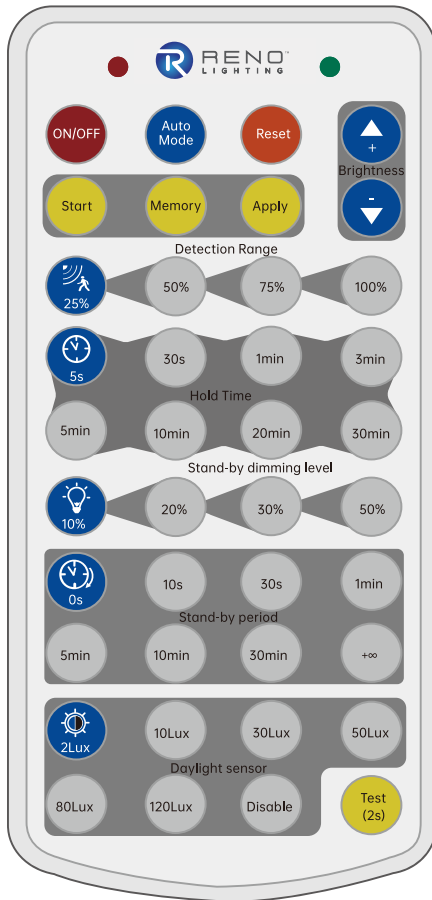 RENO™
LIGHTING
ON/OFF
Auto
Mode
Reset
+
Brightness
-
Start
Memory
Apply
Detection Range
25%
50%
75%
100%
5s
30s
1min
3min
Hold Time
5min
10min
20min
30min
Stand-by dimming level
10%
20%
30%
50%
0s
10s
30s
1min
Stand-by period
5min
10min
30min
+∞
2Lux
10Lux
30Lux
50Lux
Daylight sensor
80Lux
120Lux
Disable
Test
(2s)